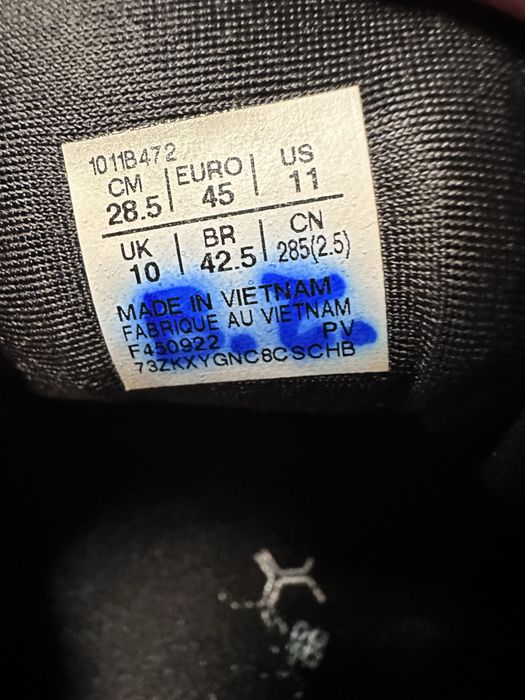 1011B472
CM | EURO | US
28.5 | 45 | 11
UK | BR | CN
10 | 42.5 | 285(2.5)
MADE IN VIETNAM
FABRIQUE AU VIETNAM
F450922 PV
73ZKXYGNC8CSCHB